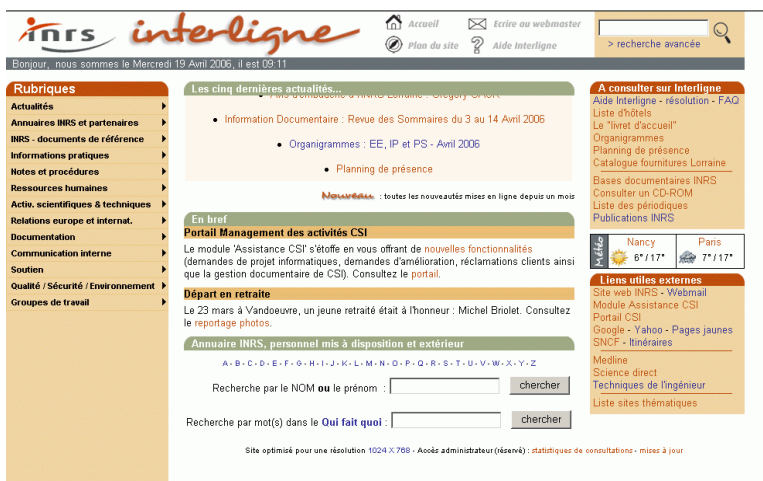 inrs interligne
Accueil
Ecrire au webmaster
Plan du site
Aide Interligne
> recherche avancée
Bonjour, nous sommes le Mercredi 19 Avril 2006, il est 09:11
Rubriques
Actualités
Annuaires INRS et partenaires
INRS - documents de référence
Informations pratiques
Notes et procédures
Ressources humaines
Activ. scientifiques & techniques
Relations europe et internat.
Documentation
Communication interne
Soutien
Qualité / Sécurité / Environnement
Groupes de travail
Les cinq dernières actualités...
Information Documentaire : Revue des Sommaires du 3 au 14 Avril 2006
Organigrammes : EE, IP et PS - Avril 2006
Planning de présence
Nouveau : toutes les nouveautés mises en ligne depuis un mois
En bref
Portail Management des activités CSI
Le module 'Assistance CSI' s'étoffe en vous offrant de nouvelles fonctionnalités
(demandes de projet informatiques, demandes d'amélioration, réclamations clients ainsi
que la gestion documentaire de CSI). Consultez le portail.
Départ en retraite
Le 23 mars à Vandoeuvre, un jeune retraité était à l'honneur : Michel Briolet. Consultez
le reportage photos.
Annuaire INRS, personnel mis à disposition et extérieur
A - B - C - D - E - F - G - H - I - J - K - L - M - N - O - P - Q - R - S - T - U - V - W - X - Y - Z
Recherche par le NOM ou le prénom : chercher
Recherche par mot(s) dans le Qui fait quoi : chercher
Site optimisé pour une résolution 1024 X 768 - Accès administrateur (réservé) : statistiques de consultations - mises à jour
A consulter sur Interligne
Aide Interligne - résolution - FAQ
Liste d'hôtels
Le "livret d'accueil"
Organigrammes
Planning de présence
Catalogue fournitures Lorraine
Bases documentaires INRS
Consulter un CD-ROM
Liste des périodiques
Publications INRS
Météo
Nancy
6° / 17°
Paris
7° / 17°
Liens utiles externes
Site web INRS - Webmail
Module Assistance CSI
Portail CSI
Google - Yahoo - Pages jaunes
SNCF - Itinéraires
Medline
Science direct
Techniques de l'ingénieur
Liste sites thématiques